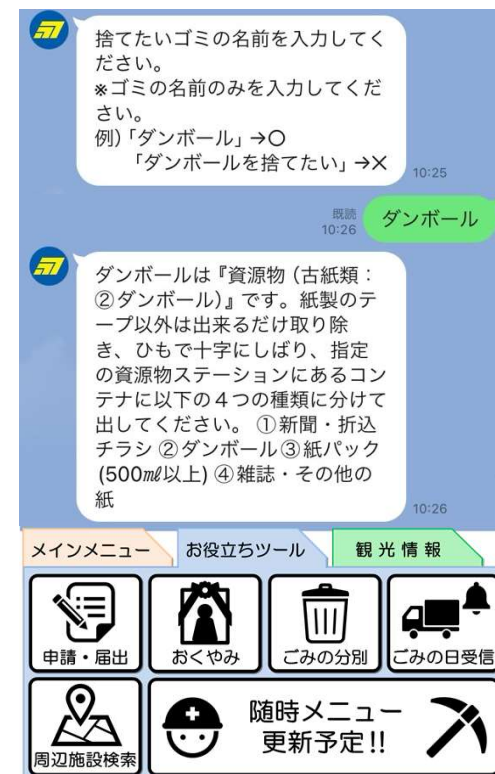 捨てたいゴミの名前を入力してく
ださい。
※ゴミの名前のみを入力してくだ
さい。
例)「ダンボール」→○
「ダンボールを捨てたい」→×
10:25
既読
10:26
ダンボール
ダンボールは『資源物（古紙類：
②ダンボール）』です。紙製のテ
ープ以外は出来るだけ取り除
き、ひもで十字にしばり、指定
の資源物ステーションにあるコン
テナに以下の４つの種類に分けて
出してください。 ①新聞・折込
チラシ ②ダンボール③紙パック
(500㎖以上) ④雑誌・その他の
紙
10:26
メインメニュー
お役立ちツール
観光情報
申請・届出
おくやみ
ごみの分別
ごみの日受信
周辺施設検索
随時メニュー
更新予定!!